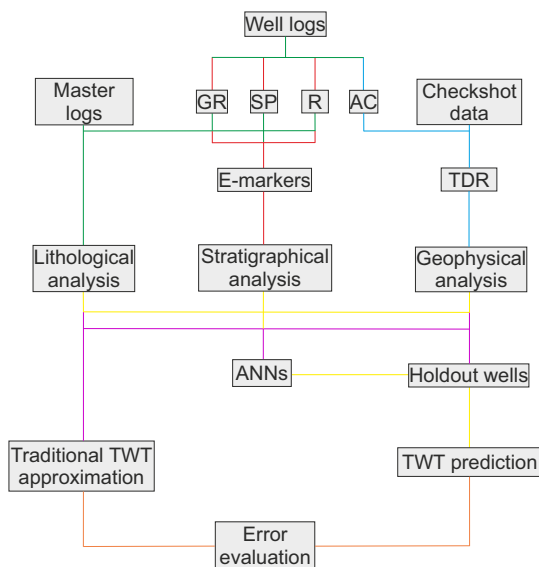 Well logs
Master
logs
GR
SP
R
AC
Checkshot
data
E-markers
TDR
Lithological
analysis
Stratigraphical
analysis
Geophysical
analysis
ANNs
Holdout wells
Traditional TWT
approximation
TWT prediction
Error
evaluation